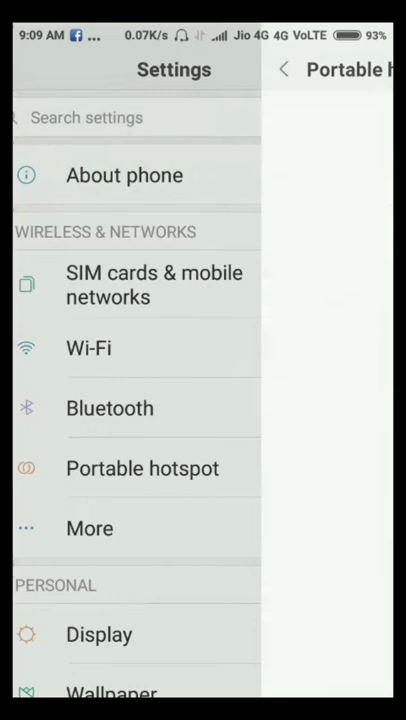 9:09 AM ... 0.07K/s Jio 4G 4G VoLTE 93%
Settings
Portable h
Search settings
About phone
WIRELESS & NETWORKS
SIM cards & mobile
networks
Wi-Fi
Bluetooth
Portable hotspot
More
PERSONAL
Display
Wallpaper